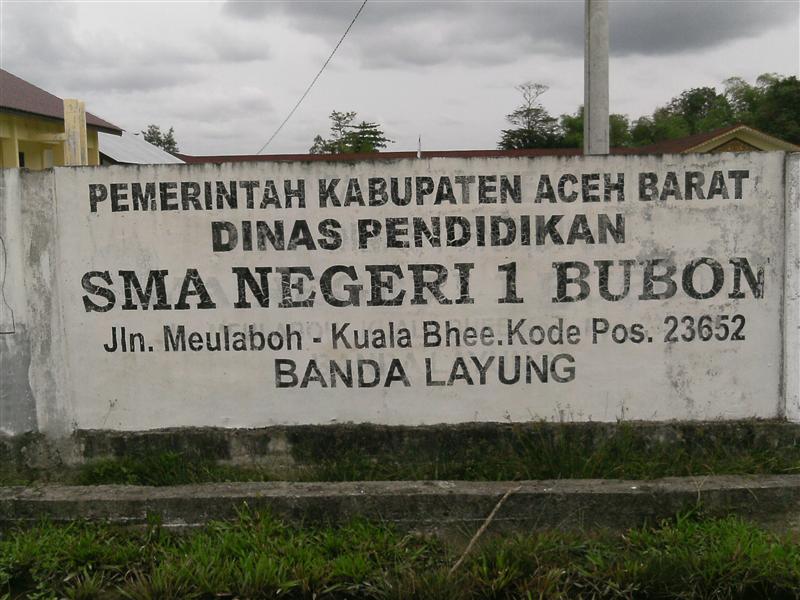 PEMERINTAH KABUPATEN ACEH BARAT
DINAS PENDIDIKAN
SMA NEGERI 1 BUBON
Jln. Meulaboh - Kuala Bhee.Kode Pos. 23652
BANDA LAYUNG